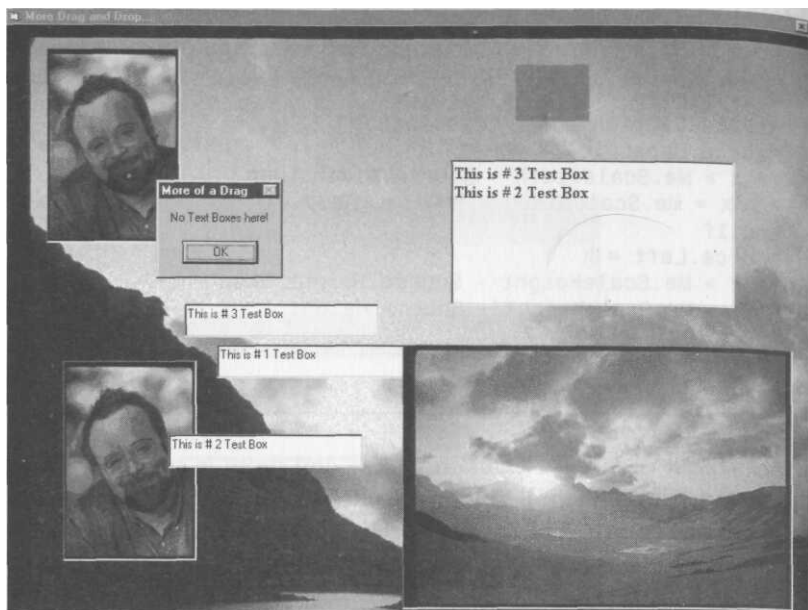 More Drag and Drop...
This is # 3 Test Box
This is # 2 Test Box
More of a Drag
No Text Boxes here!
OK
This is # 3 Test Box
This is # 1 Test Box
This is # 2 Test Box